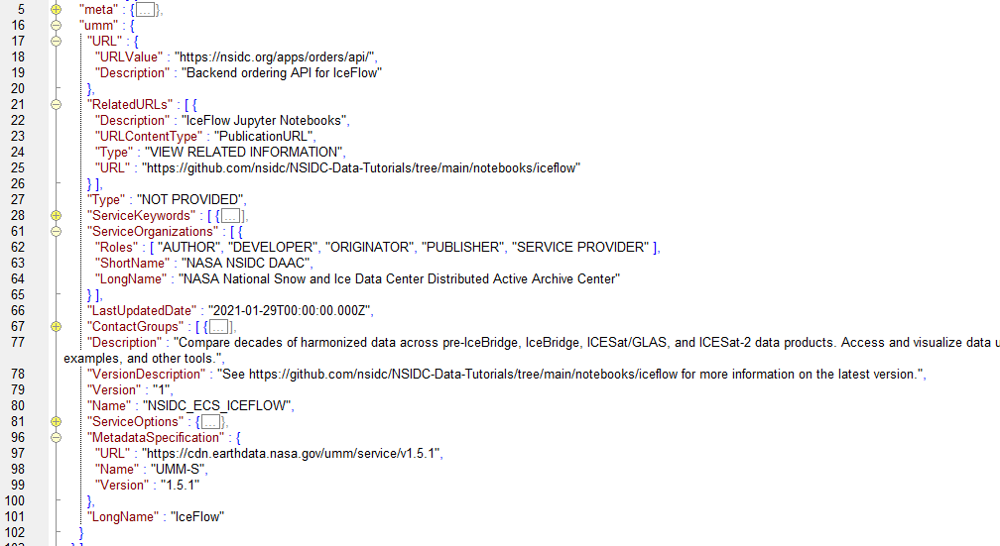 5 "meta" : {...},
16 "umm" : {
17 "URL" : {
18 "URLValue" : "https://nsidc.org/apps/orders/api/",
19 "Description" : "Backend ordering API for IceFlow"
20 },
21 "RelatedURLs" : [ {
22 "Description" : "IceFlow Jupyter Notebooks",
23 "URLContentType" : "PublicationURL",
24 "Type" : "VIEW RELATED INFORMATION",
25 "URL" : "https://github.com/nsidc/NSIDC-Data-Tutorials/tree/main/notebooks/iceflow"
26 } ],
27 "Type" : "NOT PROVIDED",
28 "ServiceKeywords" : [ {...],
61 "ServiceOrganizations" : [ {
62 "Roles" : [ "AUTHOR", "DEVELOPER", "ORIGINATOR", "PUBLISHER", "SERVICE PROVIDER" ],
63 "ShortName" : "NASA NSIDC DAAC",
64 "LongName" : "NASA National Snow and Ice Data Center Distributed Active Archive Center"
65 } ],
66 "LastUpdatedDate" : "2021-01-29T00:00:00.000Z",
67 "ContactGroups" : [ {...],
77 "Description" : "Compare decades of harmonized data across pre-IceBridge, IceBridge, ICESat/GLAS, and ICESat-2 data products. Access and visualize data
examples, and other tools.",
78 "VersionDescription" : "See https://github.com/nsidc/NSIDC-Data-Tutorials/tree/main/notebooks/iceflow for more information on the latest version.",
79 "Version" : "1",
80 "Name" : "NSIDC_ECS_ICEFLOW",
81 "ServiceOptions" : {...},
96 "MetadataSpecification" : {
97 "URL" : "https://cdn.earthdata.nasa.gov/umm/service/v1.5.1",
98 "Name" : "UMM-S",
99 "Version" : "1.5.1"
100 },
101 "LongName" : "IceFlow"
102 }